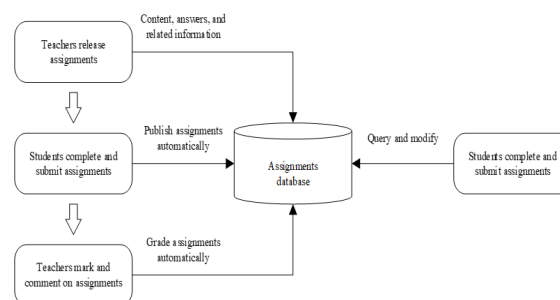 Content, answers, and
related information
Teachers release
assignments
Publish assignments
automatically
Query and modify
Students complete and
submit assignments
Assignments
database
Students complete and
submit assignments
Grade assignments
automatically
Teachers mark and
comment on assignments